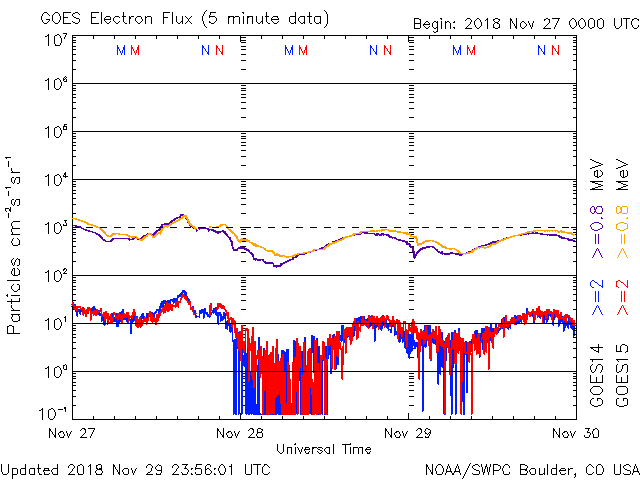 GOES Electron Flux (5 minute data)
Begin: 2018 Nov 27 0000 UTC
M M N N M M N N M M N N
10⁷
10⁶
10⁵
10⁴
10³
10²
10¹
10⁰
10⁻¹
Particles cm⁻²s⁻¹sr⁻¹
GOES14 >=2 >=0.8 MeV
GOES15 >=2 >=0.8 MeV
Nov 27 Nov 28 Nov 29 Nov 30
Universal Time
Updated 2018 Nov 29 23:56:01 UTC
NOAA/SWPC Boulder, CO USA